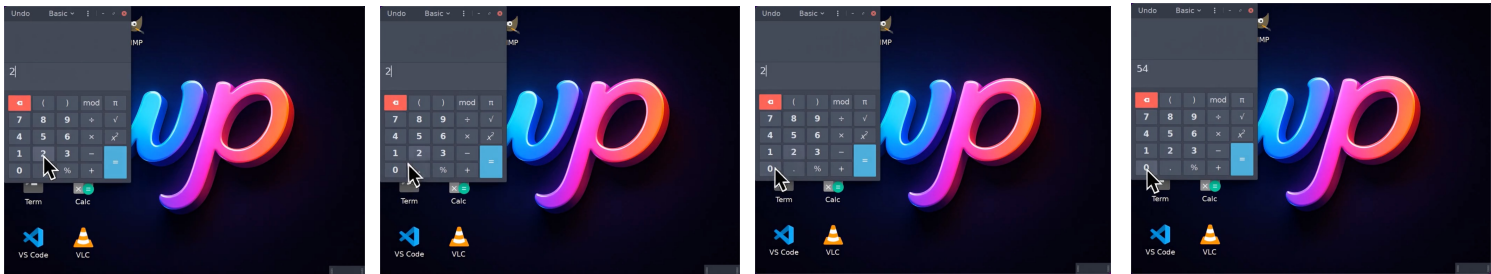 Undo Basic
IMP
2
( ) mod π
7 8 9 ÷ √
4 5 6 × x²
1 2 3 − =
0 % +
up
Term Calc
VS Code VLC
Undo Basic
IMP
2
( ) mod π
7 8 9 ÷ √
4 5 6 × x²
1 2 3 − =
0 % +
up
Term Calc
VS Code VLC
Undo Basic
IMP
2
( ) mod π
7 8 9 ÷ √
4 5 6 × x²
1 2 3 − =
0 . % +
up
Term Calc
VS Code VLC
Undo Basic
IMP
54
( ) mod π
7 8 9 ÷ √
4 5 6 × x²
1 2 3 − =
0 . % +
up
Term Calc
VS Code VLC